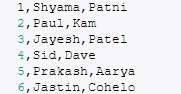 1,Shyama,Patni
2,Paul,Kam
3,Jayesh,Patel
4,Sid,Dave
5,Prakash,Aarya
6,Jastin,Cohelo